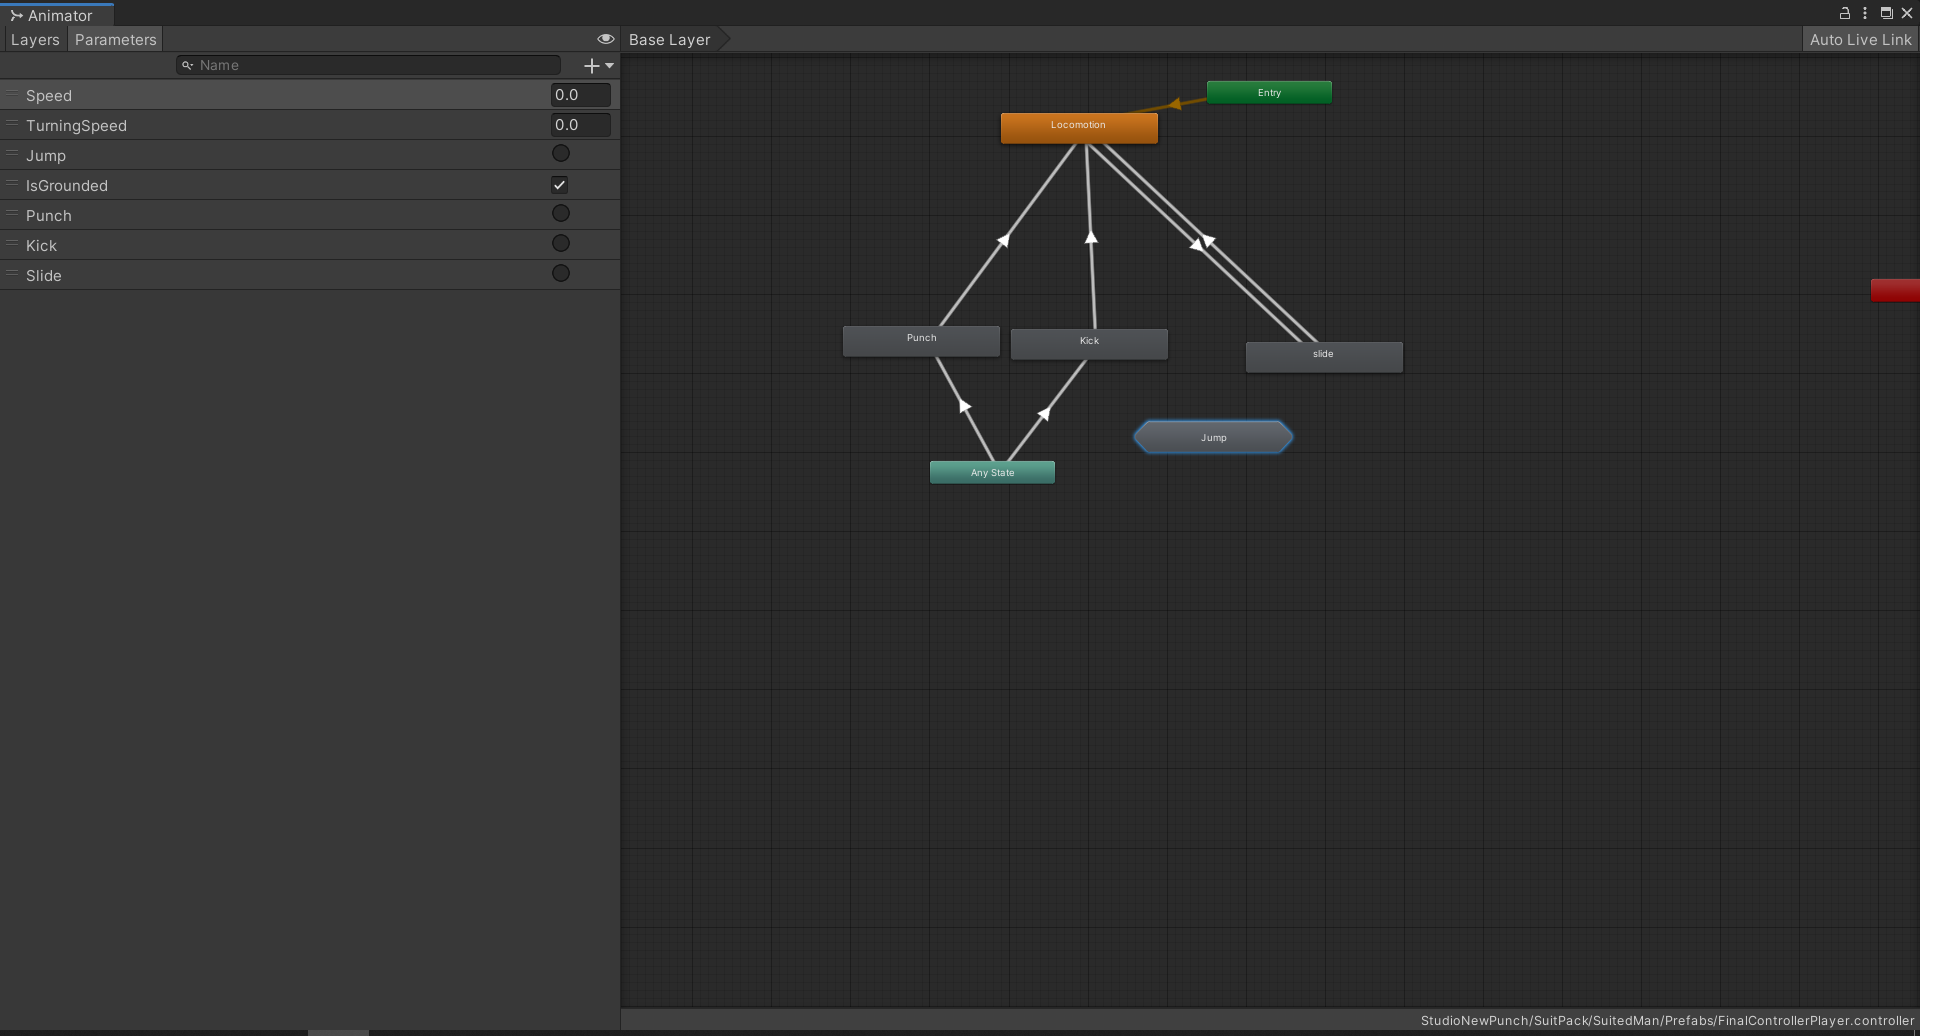 Animator
Layers Parameters
Base Layer
Auto Live Link
Name
Speed 0.0
TurningSpeed 0.0
Jump
IsGrounded
Punch
Kick
Slide
Entry
Locomotion
Punch
Kick
slide
Jump
Any State
StudioNewPunch/SuitPack/SuitedMan/Prefabs/FinalControllerPlayer.controller